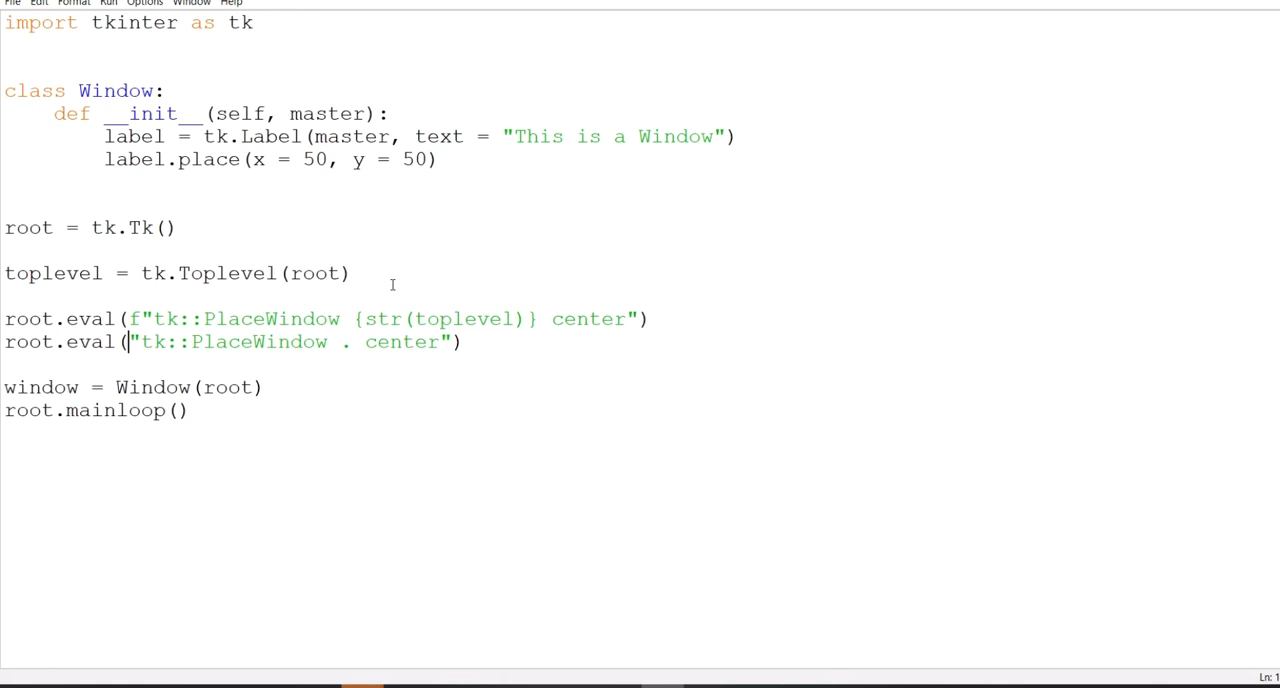 File Edit Format Run Options Window Help
import tkinter as tk
class Window:
    def __init__(self, master):
        label = tk.Label(master, text = "This is a Window")
        label.place(x = 50, y = 50)
root = tk.Tk()
toplevel = tk.Toplevel(root)
root.eval(f"tk::PlaceWindow {str(toplevel)} center")
root.eval("tk::PlaceWindow . center")
window = Window(root)
root.mainloop()
Ln: 1